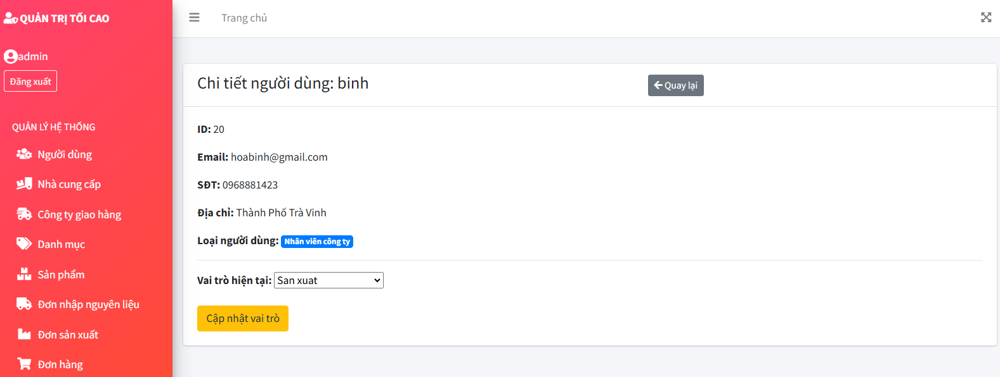 QUẢN TRỊ TỐI CAO
admin
Đăng xuất
QUẢN LÝ HỆ THỐNG
Người dùng
Nhà cung cấp
Công ty giao hàng
Danh mục
Sản phẩm
Đơn nhập nguyên liệu
Đơn sản xuất
Đơn hàng
Trang chủ
Chi tiết người dùng: binh
Quay lại
ID: 20
Email: hoabinh@gmail.com
SĐT: 0968881423
Địa chỉ: Thành Phố Trà Vinh
Loại người dùng: Nhân viên công ty
Vai trò hiện tại: San xuat
Cập nhật vai trò